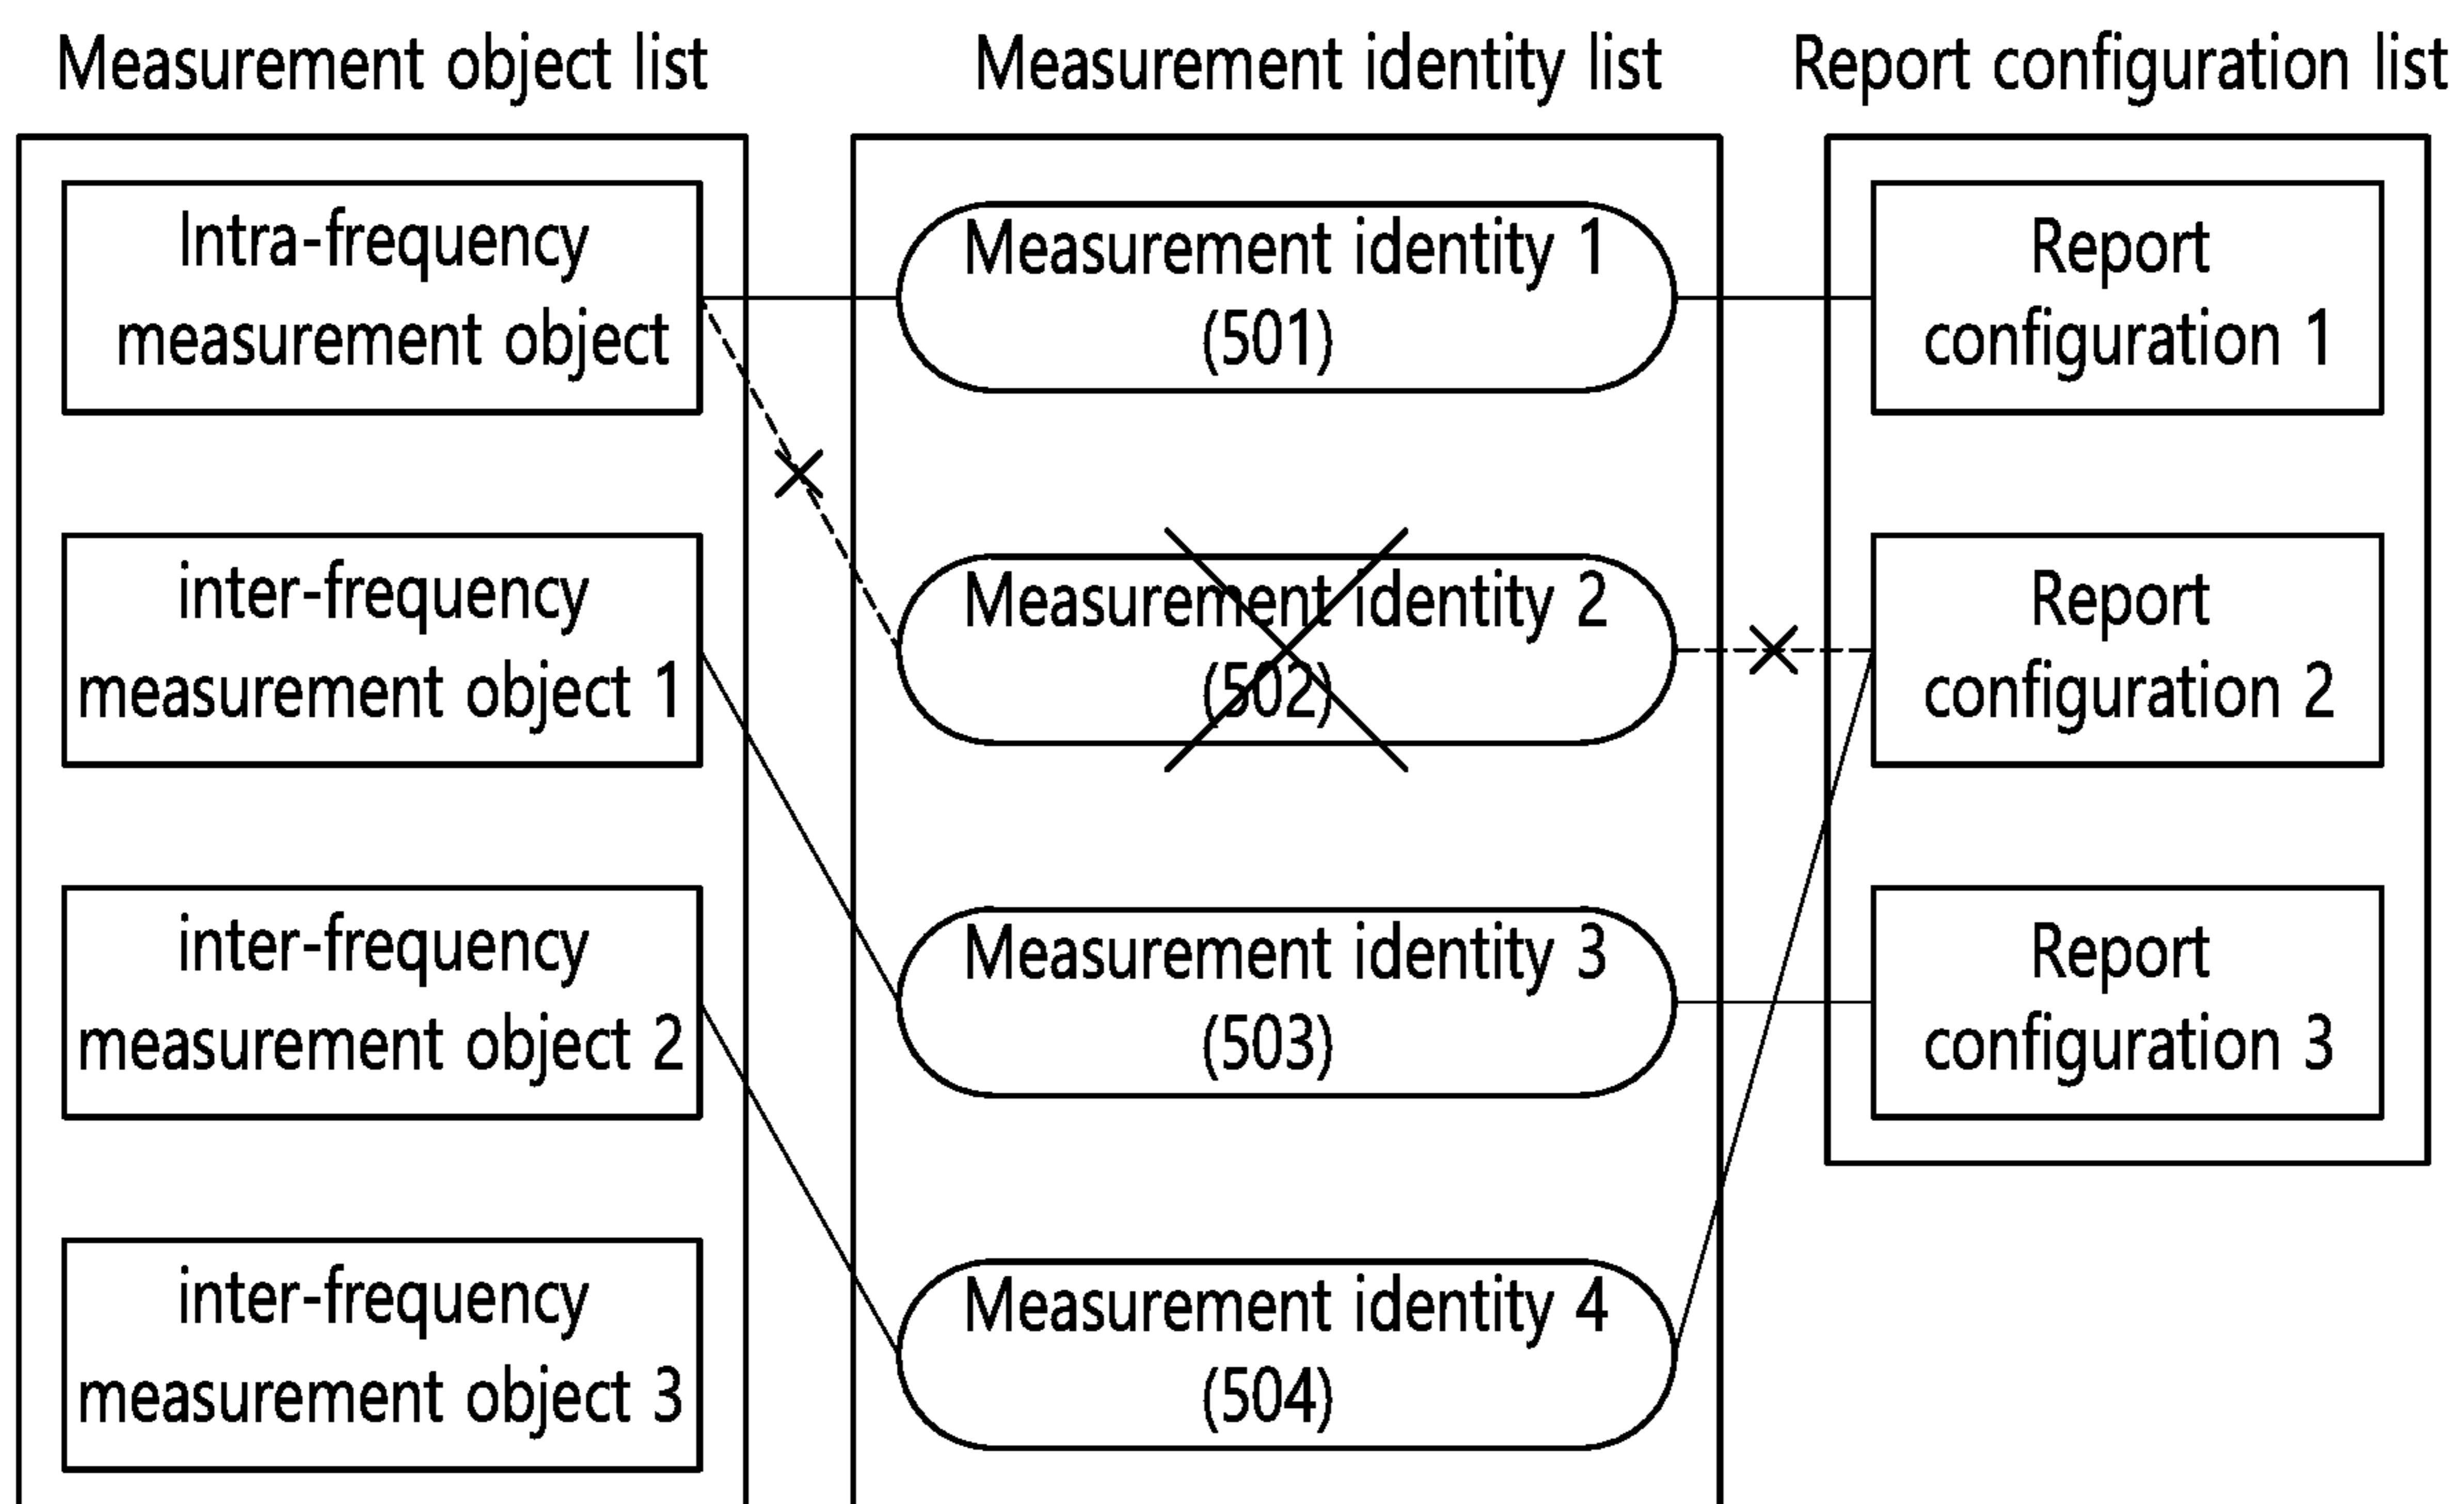 Measurement object list
Measurement identity list
Report configuration list
Intra-frequency
measurement object
inter-frequency
measurement object 1
inter-frequency
measurement object 2
inter-frequency
measurement object 3
Measurement identity 1
(501)
Measurement identity 2
(502)
Measurement identity 3
(503)
Measurement identity 4
(504)
Report
configuration 1
Report
configuration 2
Report
configuration 3